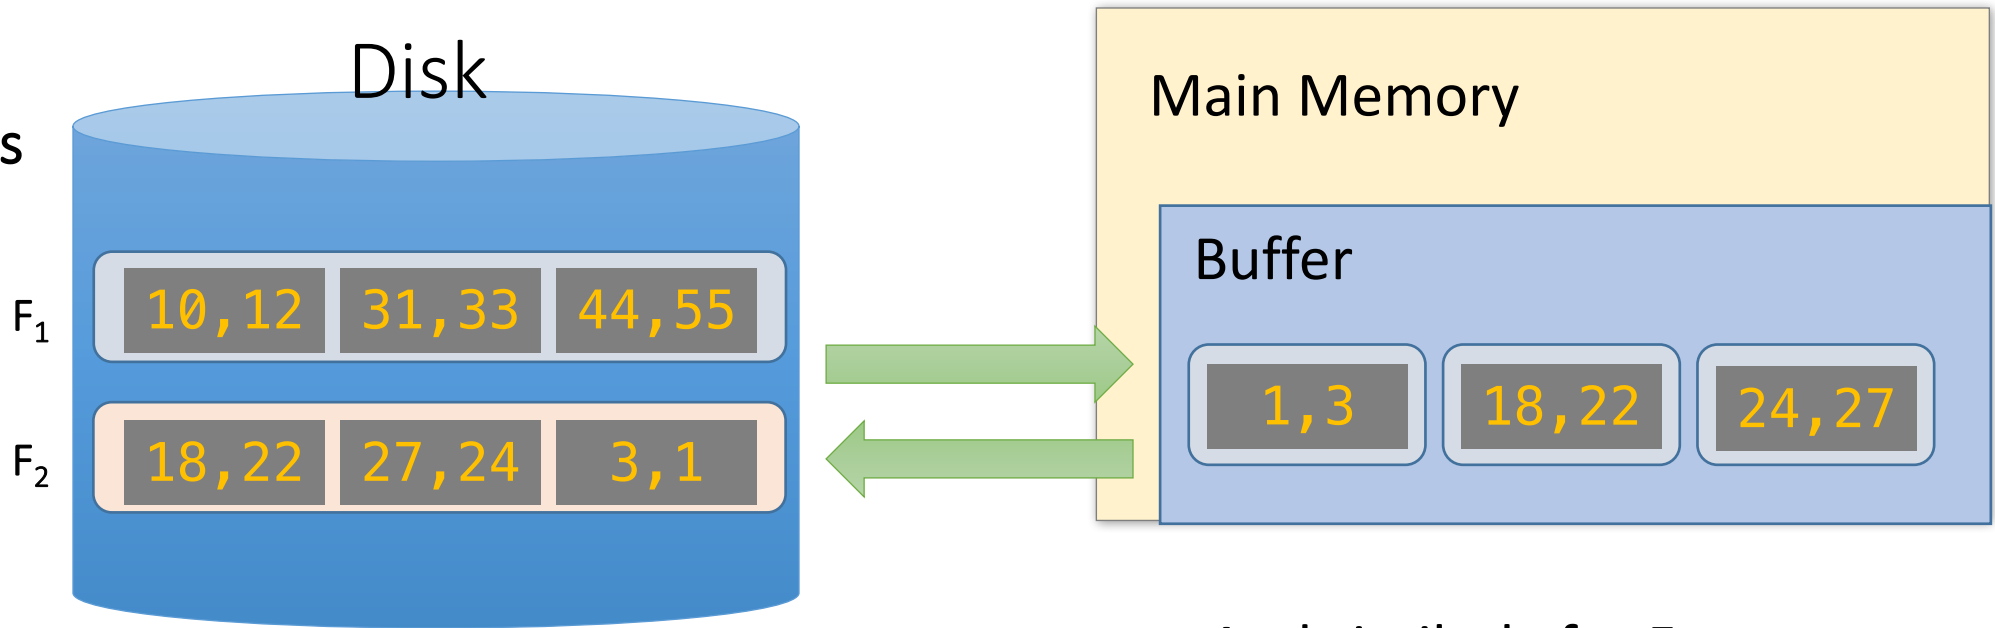 Disk
Main Memory
s
Buffer
F1
10,12 31,33 44,55
1,3 18,22 24,27
F2
18,22 27,24 3,1